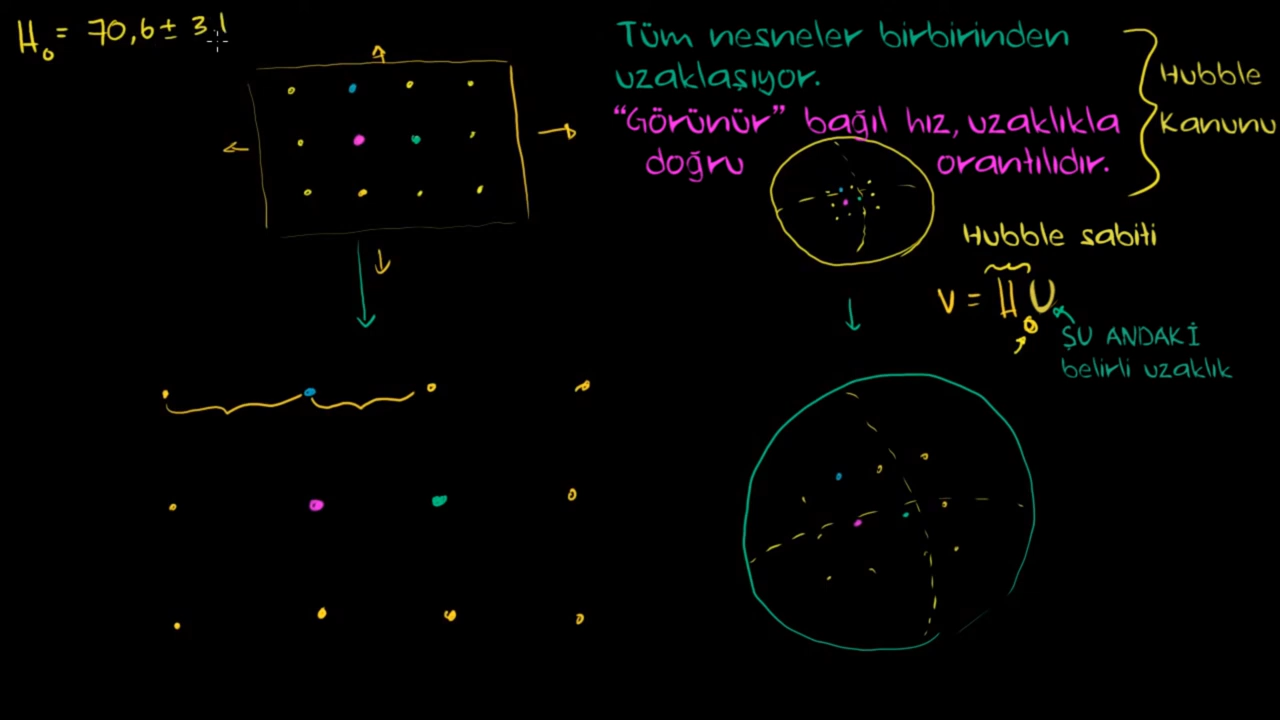 H₀ = 70,6 ± 3,1
Tüm nesneler birbirinden
uzaklaşıyor.
"Görünür" bağıl hız, uzaklıkla
doğru orantılıdır.
Hubble
Kanunu
Hubble sabiti
V = H₀ U
ŞU ANDAKİ
belirli uzaklık